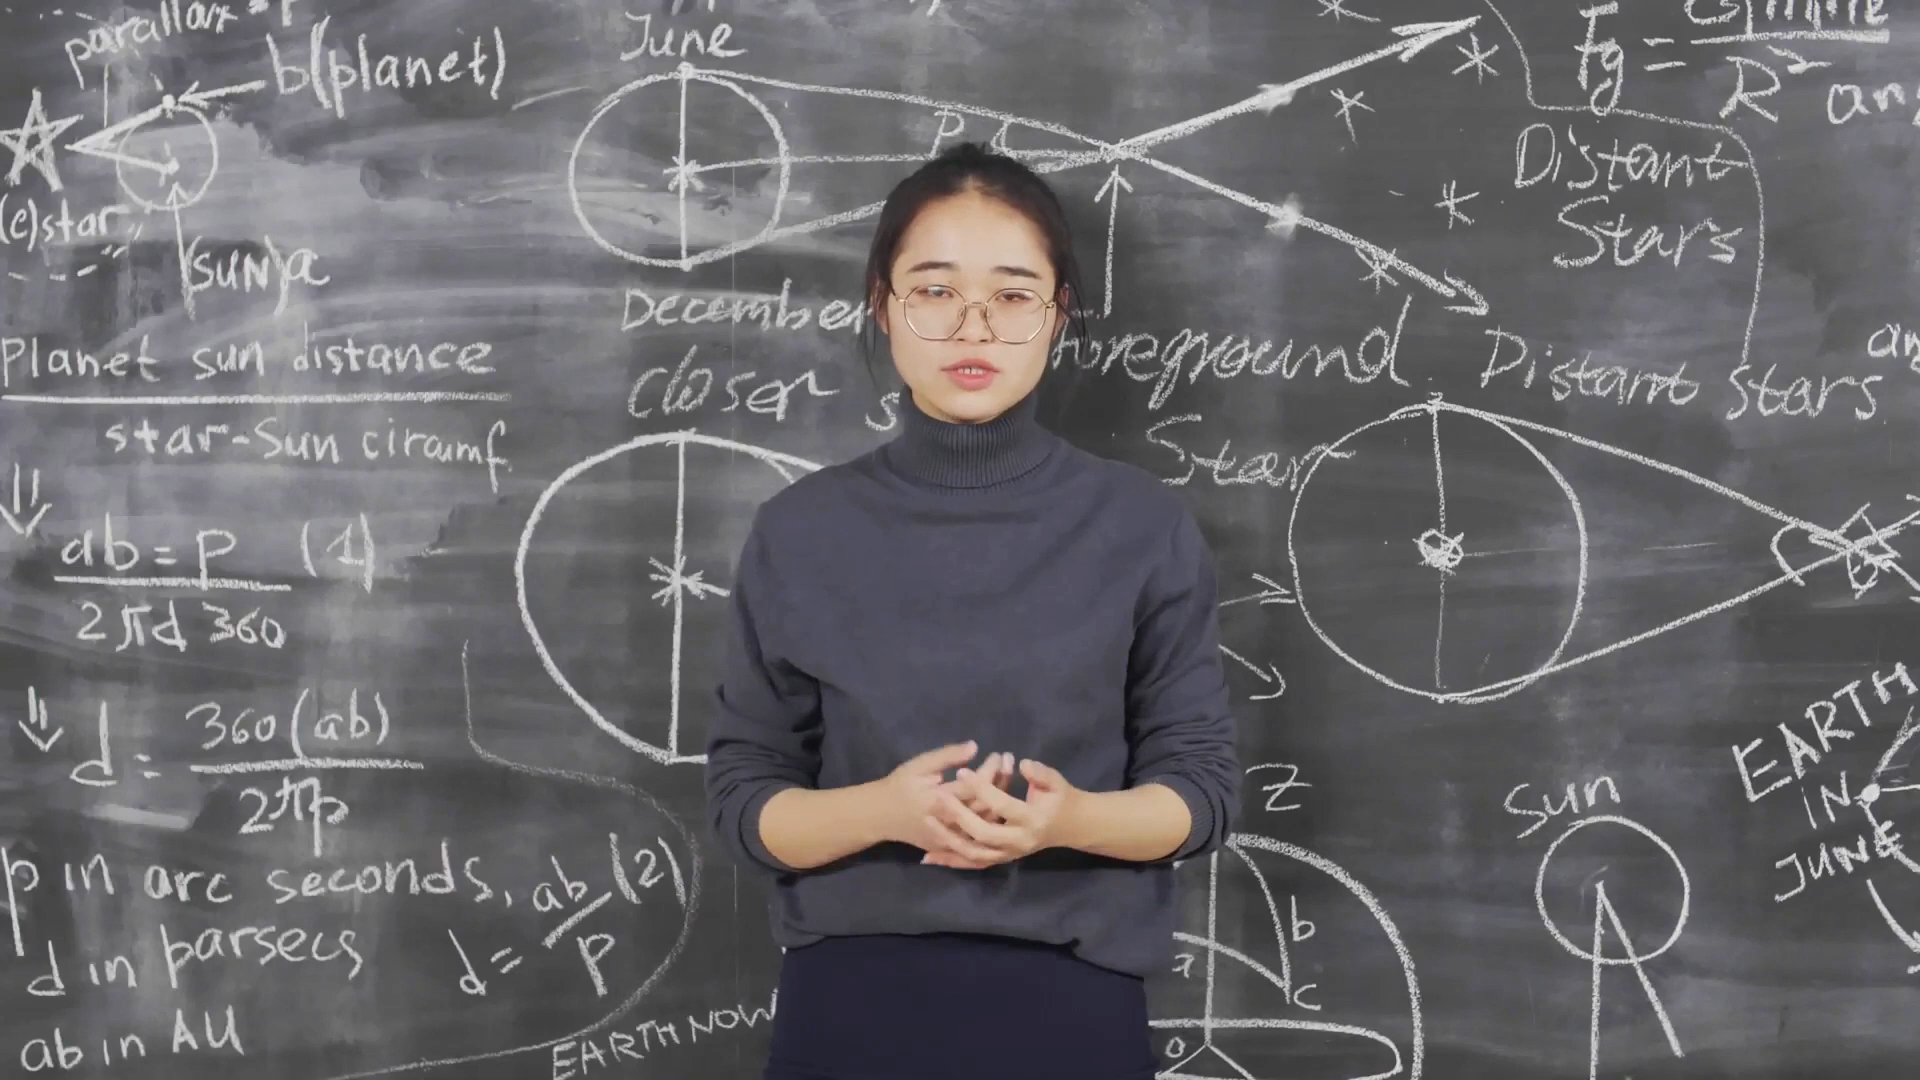 parallax = P
b(planet)
(e)star
(sun)a
Planet sun distance
star-Sun circumf
ab = P (1)
2πd 360
d = 360(ab)
2πp
p in arc seconds,
d in parsecs
ab in AU
d = ab (2)
P
June
P
December
closer s
foreground
Star
Distant
Stars
Distant stars
Fg =
R²
an
an
EARTH NOW
Z
b
c
x
o
Sun
EARTH
IN
JUNE